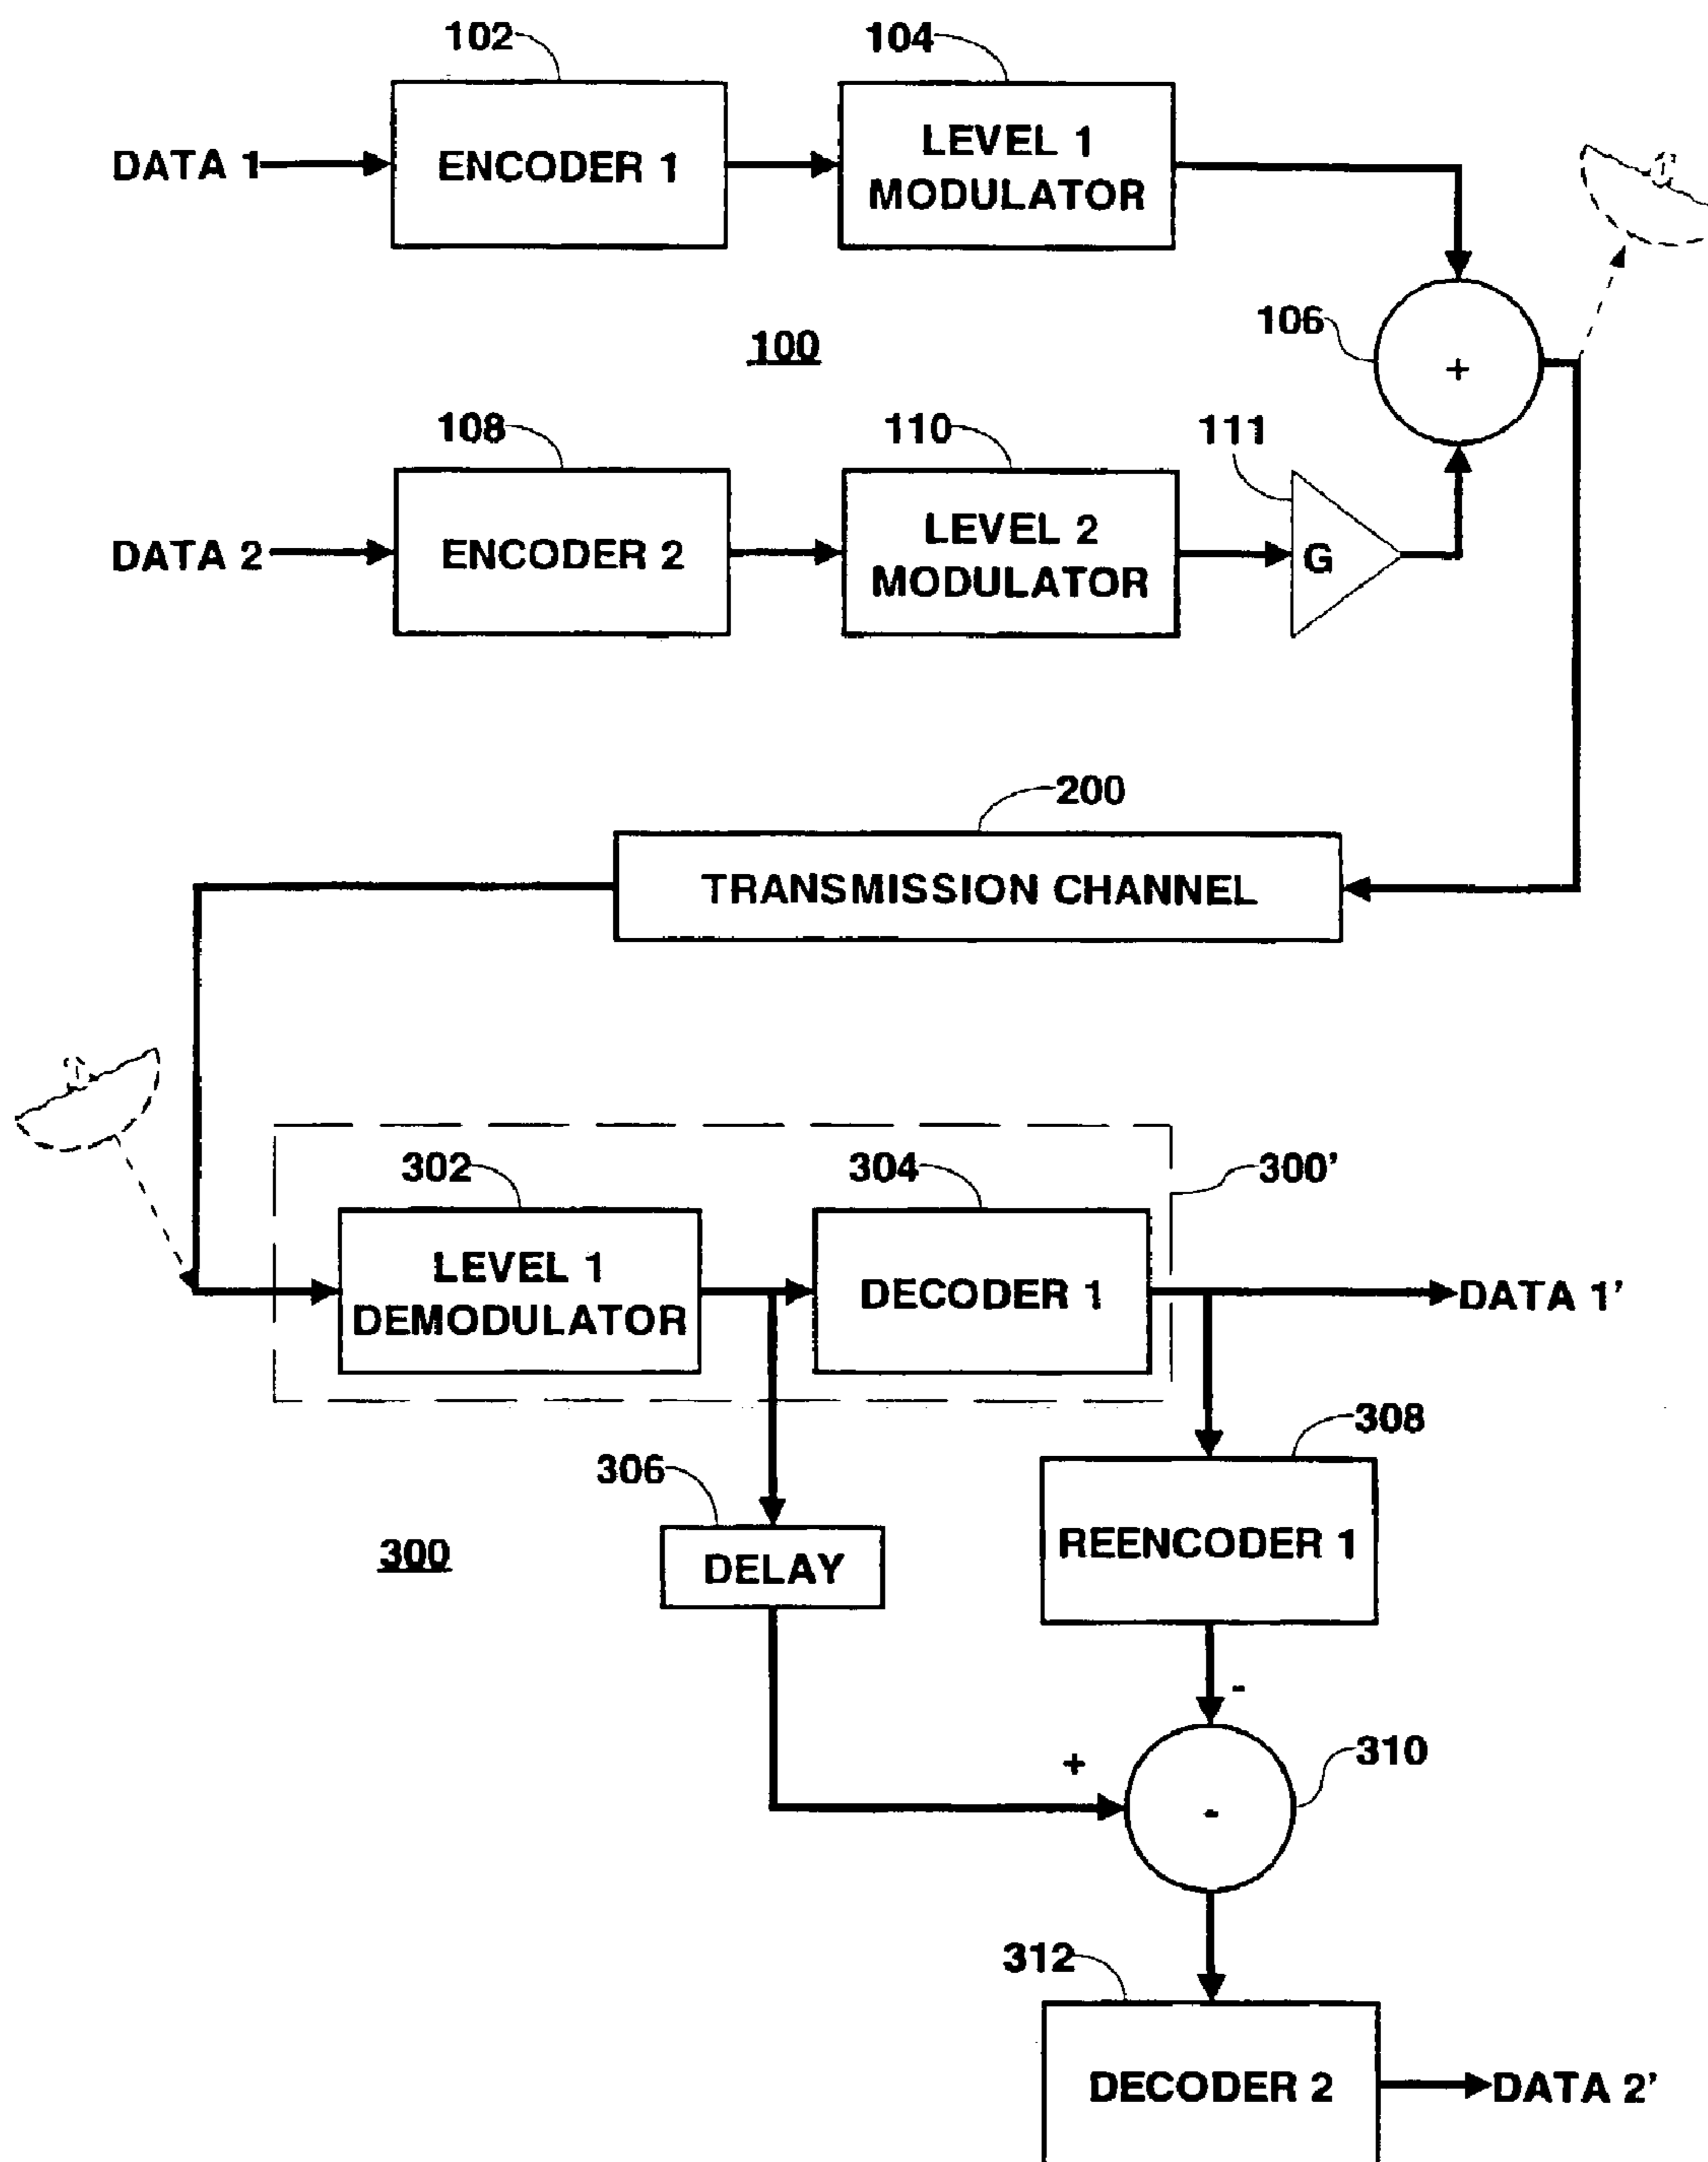 102
104
DATA 1
ENCODER 1
LEVEL 1
MODULATOR
106
+
100
108
110
111
DATA 2
ENCODER 2
LEVEL 2
MODULATOR
G
200
TRANSMISSION CHANNEL
302
304
300'
LEVEL 1
DEMODULATOR
DECODER 1
DATA 1'
308
306
300
DELAY
REENCODER 1
-
+
310
-
312
DECODER 2
DATA 2'